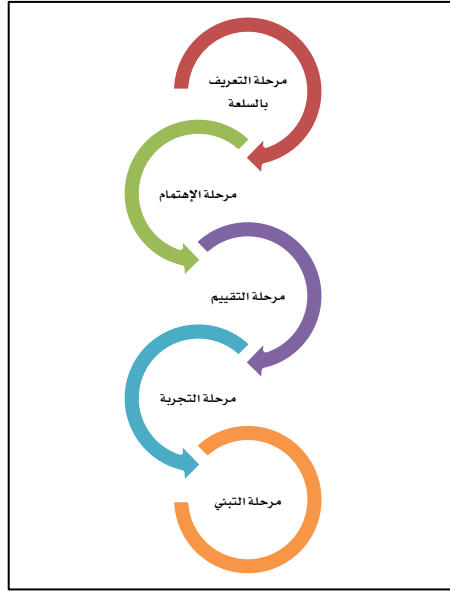 مرحلة التعريف
بالسلعة
مرحلة الإهتمام
مرحلة التقييم
مرحلة التجربة
مرحلة التبني